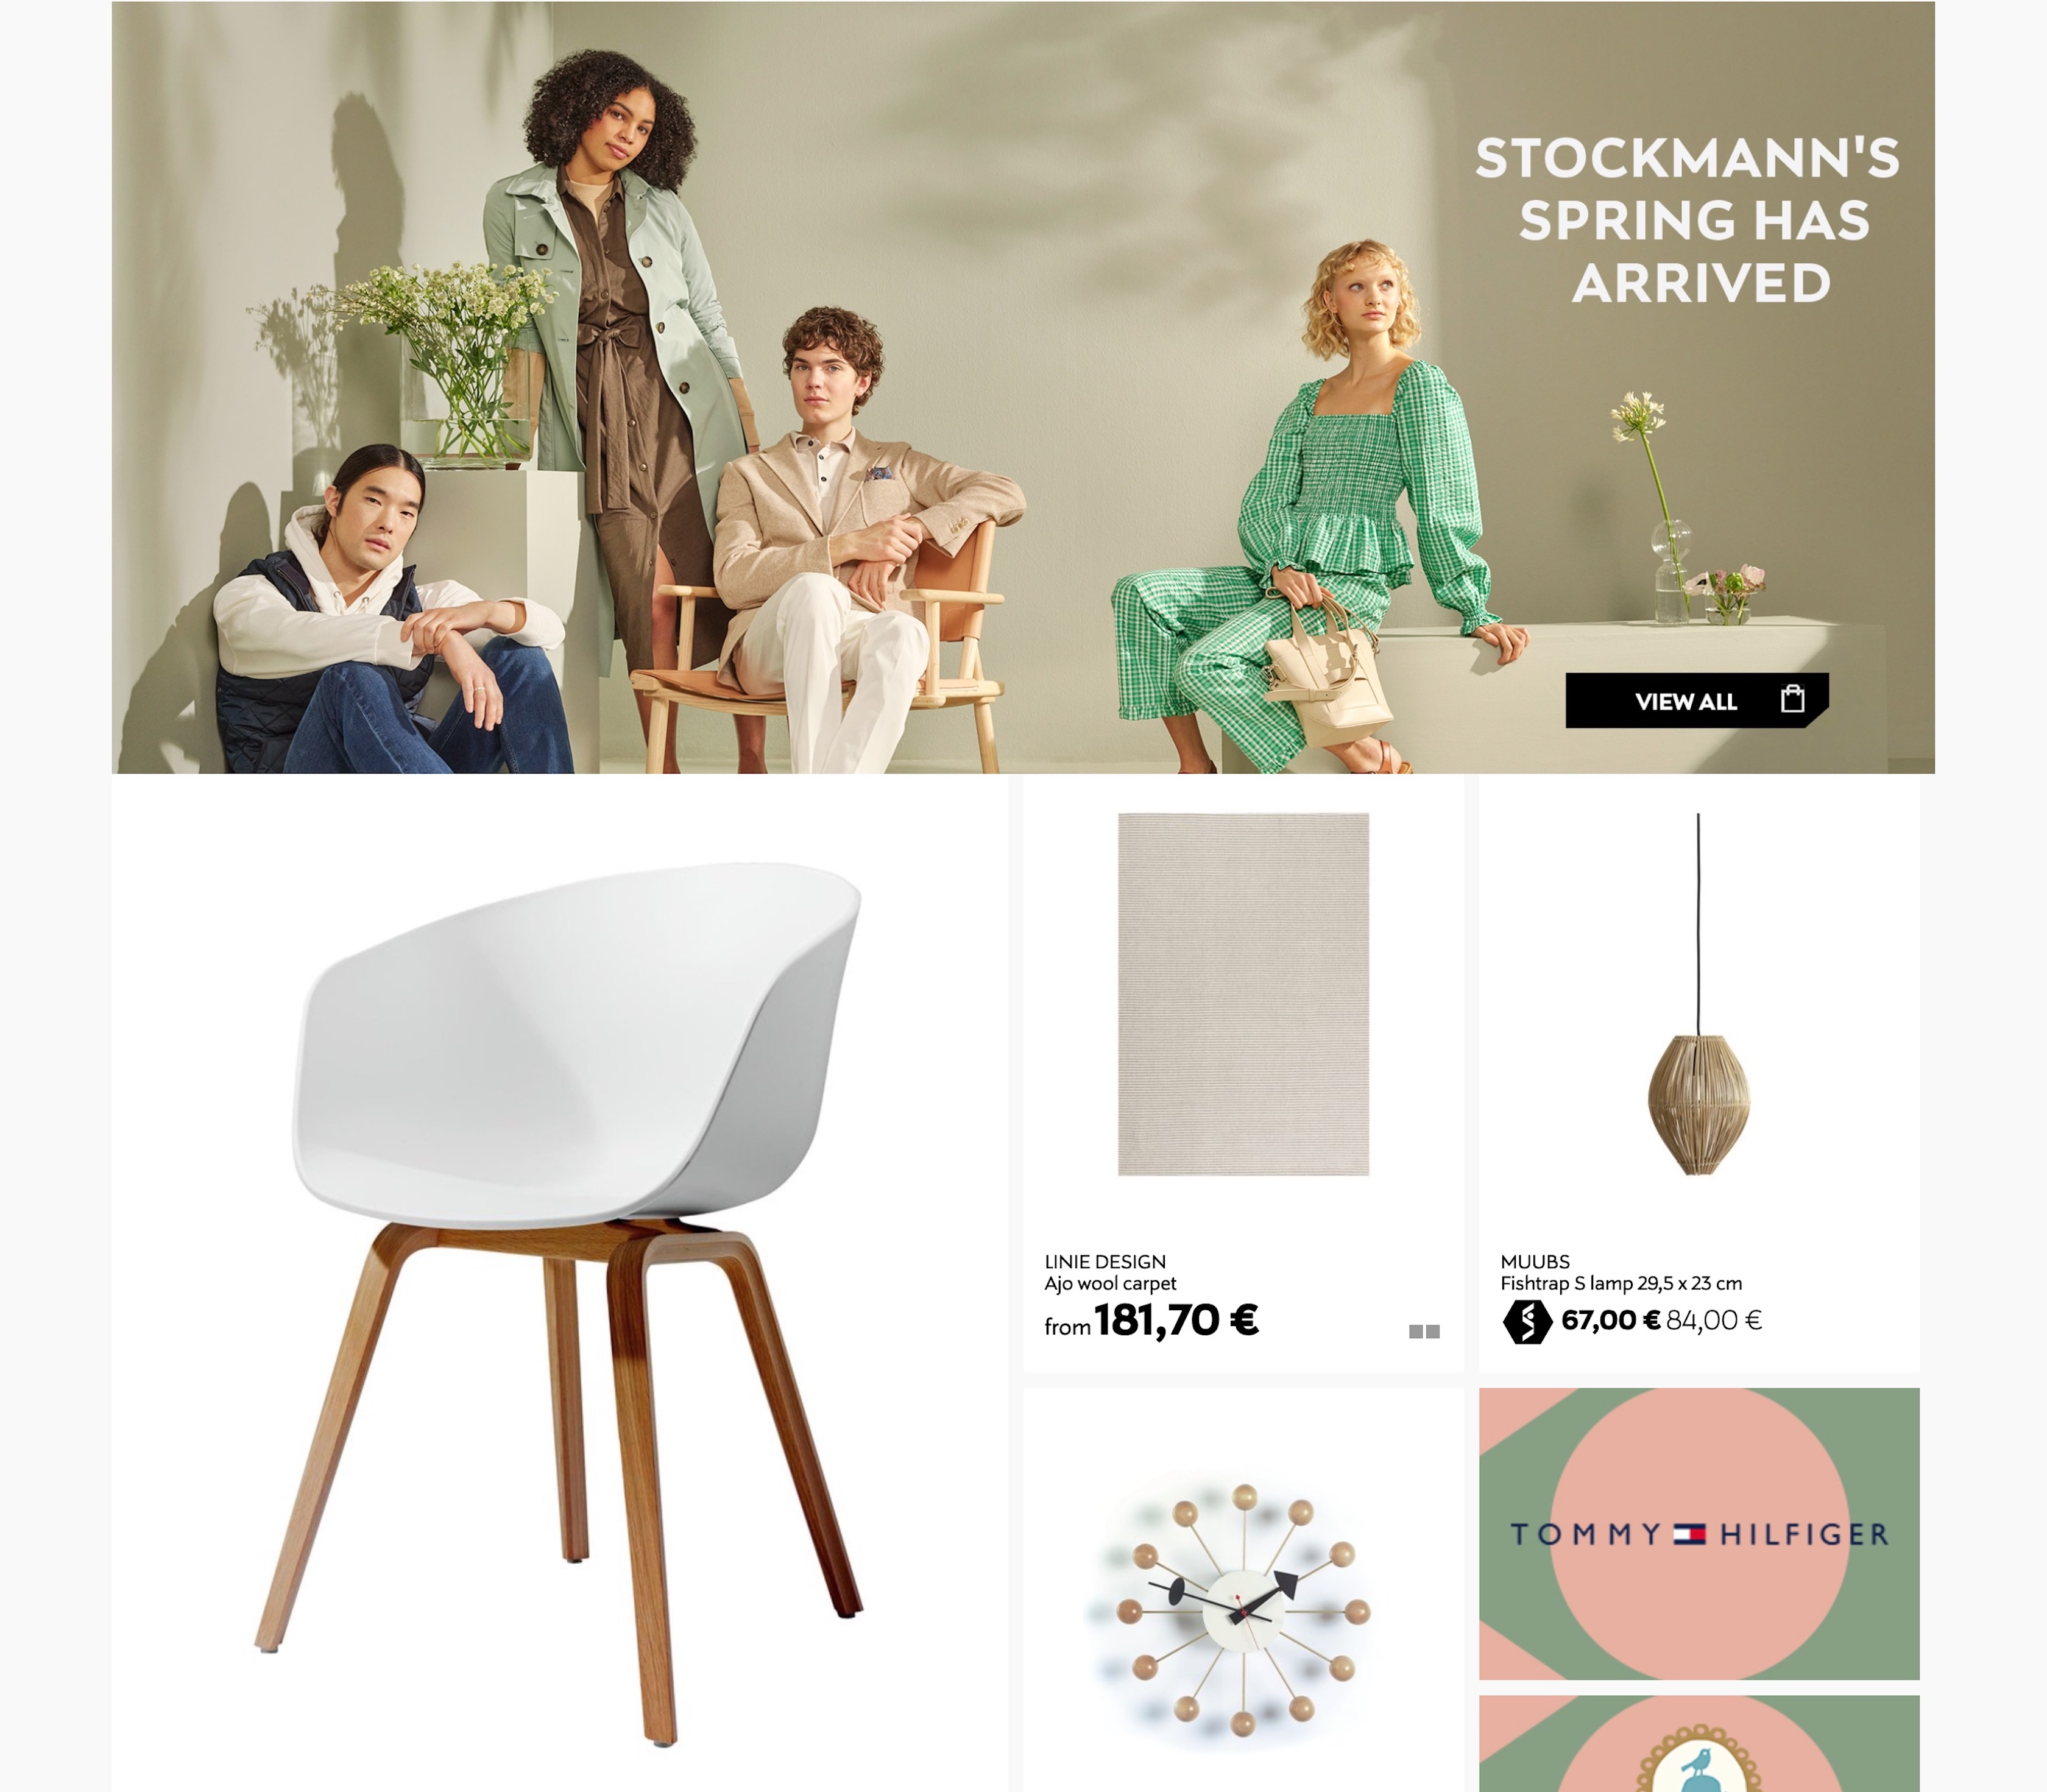 STOCKMANN'S
SPRING HAS
ARRIVED
VIEW ALL
LINIE DESIGN
Ajo wool carpet
from 181,70 €
MUUBS
Fishtrap S lamp 29,5 x 23 cm
67,00 € 84,00 €
TOMMY HILFIGER